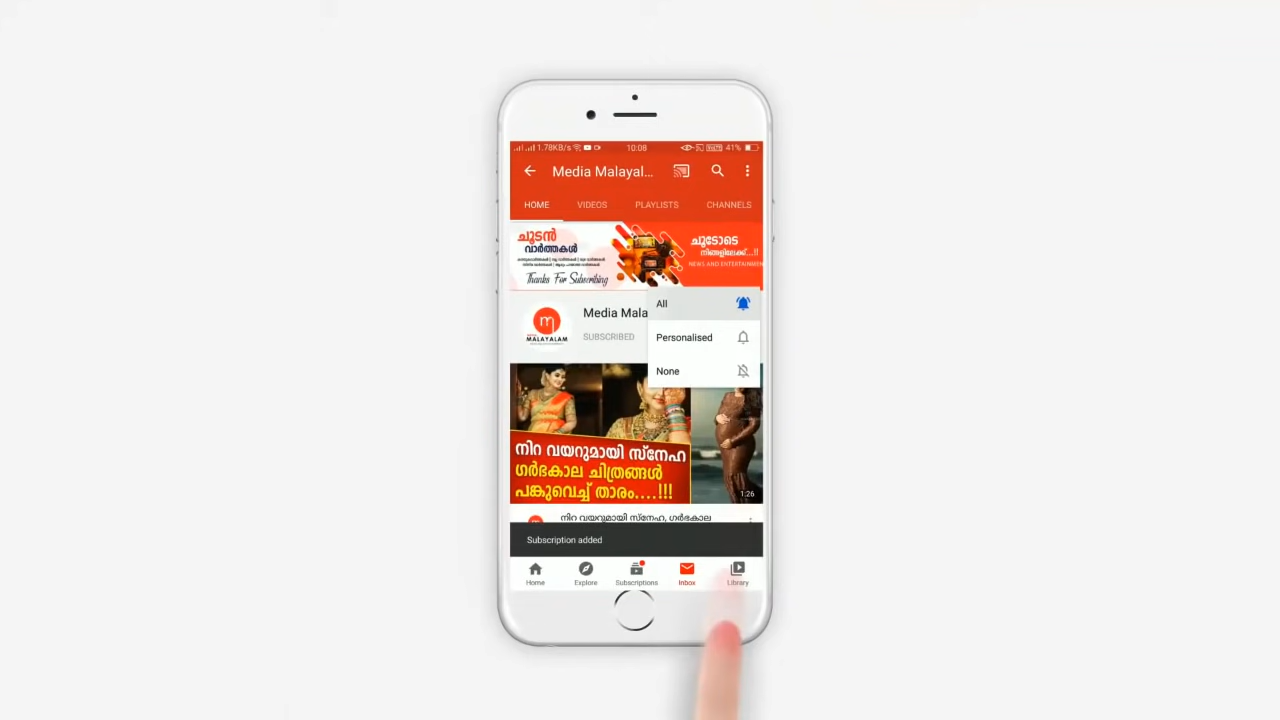 1.78KB/s 10:08 41%
Media Malayal...
HOME VIDEOS PLAYLISTS CHANNELS
ചൂടൻ
വാർത്തകൾ
Thanks For Subscribing
ചൂടോടെ
നിങ്ങളിലേക്ക്...!!
NEWS AND ENTERTAINMEN
Media Mala
SUBSCRIBED
MALAYALAM
All
Personalised
None
നിറ വയറുമായി സ്നേഹ
ഗർഭകാല ചിത്രങ്ങൾ
പങ്കുവെച്ച് താരം....!!!
1:26
നിറ വയറുമായി സ്നേഹ, ഗർഭകാല
Subscription added
Home Explore Subscriptions Inbox Library